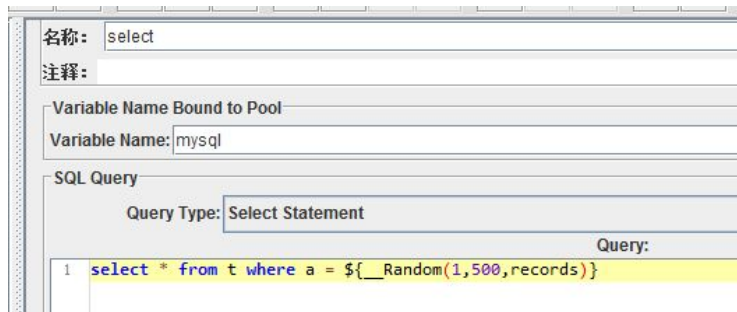 名称： select
注释：
Variable Name Bound to Pool
Variable Name: mysql
SQL Query
Query Type: Select Statement
Query:
1 select * from t where a = ${__Random(1,500,records)}